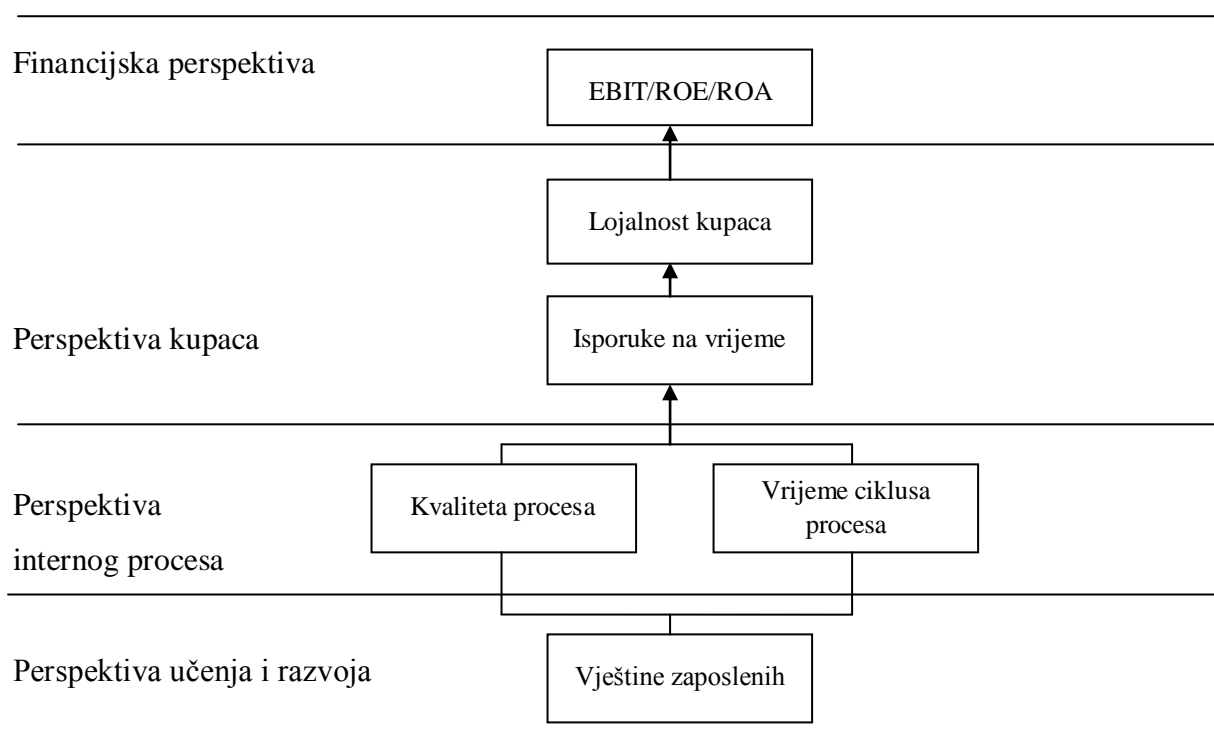 Financijska perspektiva
EBIT/ROE/ROA
Lojalnost kupaca
Perspektiva kupaca
Isporuke na vrijeme
Perspektiva
internog procesa
Kvaliteta procesa
Vrijeme ciklusa
procesa
Perspektiva učenja i razvoja
Vještine zaposlenih